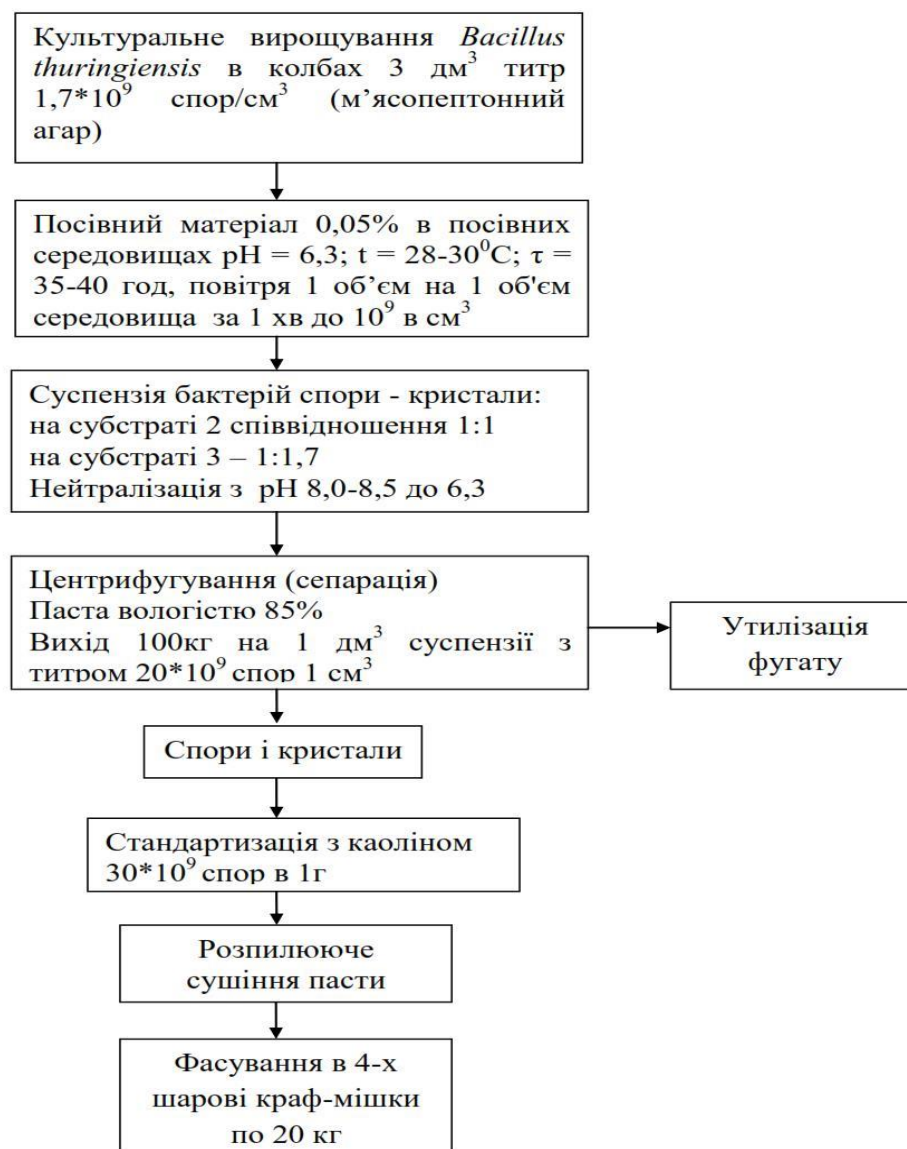 Культуральне вирощування Bacillus
thuringiensis в колбах 3 дм³ титр
1,7*10⁹ спор/см³ (м’ясопептонний
агар)
Посівний матеріал 0,05% в посівних
середовищах рН = 6,3; t = 28-30⁰С; τ =
35-40 год, повітря 1 об’єм на 1 об'єм
середовища за 1 хв до 10⁹ в см³
Суспензія бактерій спори - кристали:
на субстраті 2 співвідношення 1:1
на субстраті 3 – 1:1,7
Нейтралізація з рН 8,0-8,5 до 6,3
Центрифугування (сепарація)
Паста вологістю 85%
Вихід 100кг на 1 дм³ суспензії з
титром 20*10⁹ спор 1 см³
Утилізація
фугату
Спори і кристали
Стандартизація з каоліном
30*10⁹ спор в 1г
Розпилююче
сушіння пасти
Фасування в 4-х
шарові краф-мішки
по 20 кг